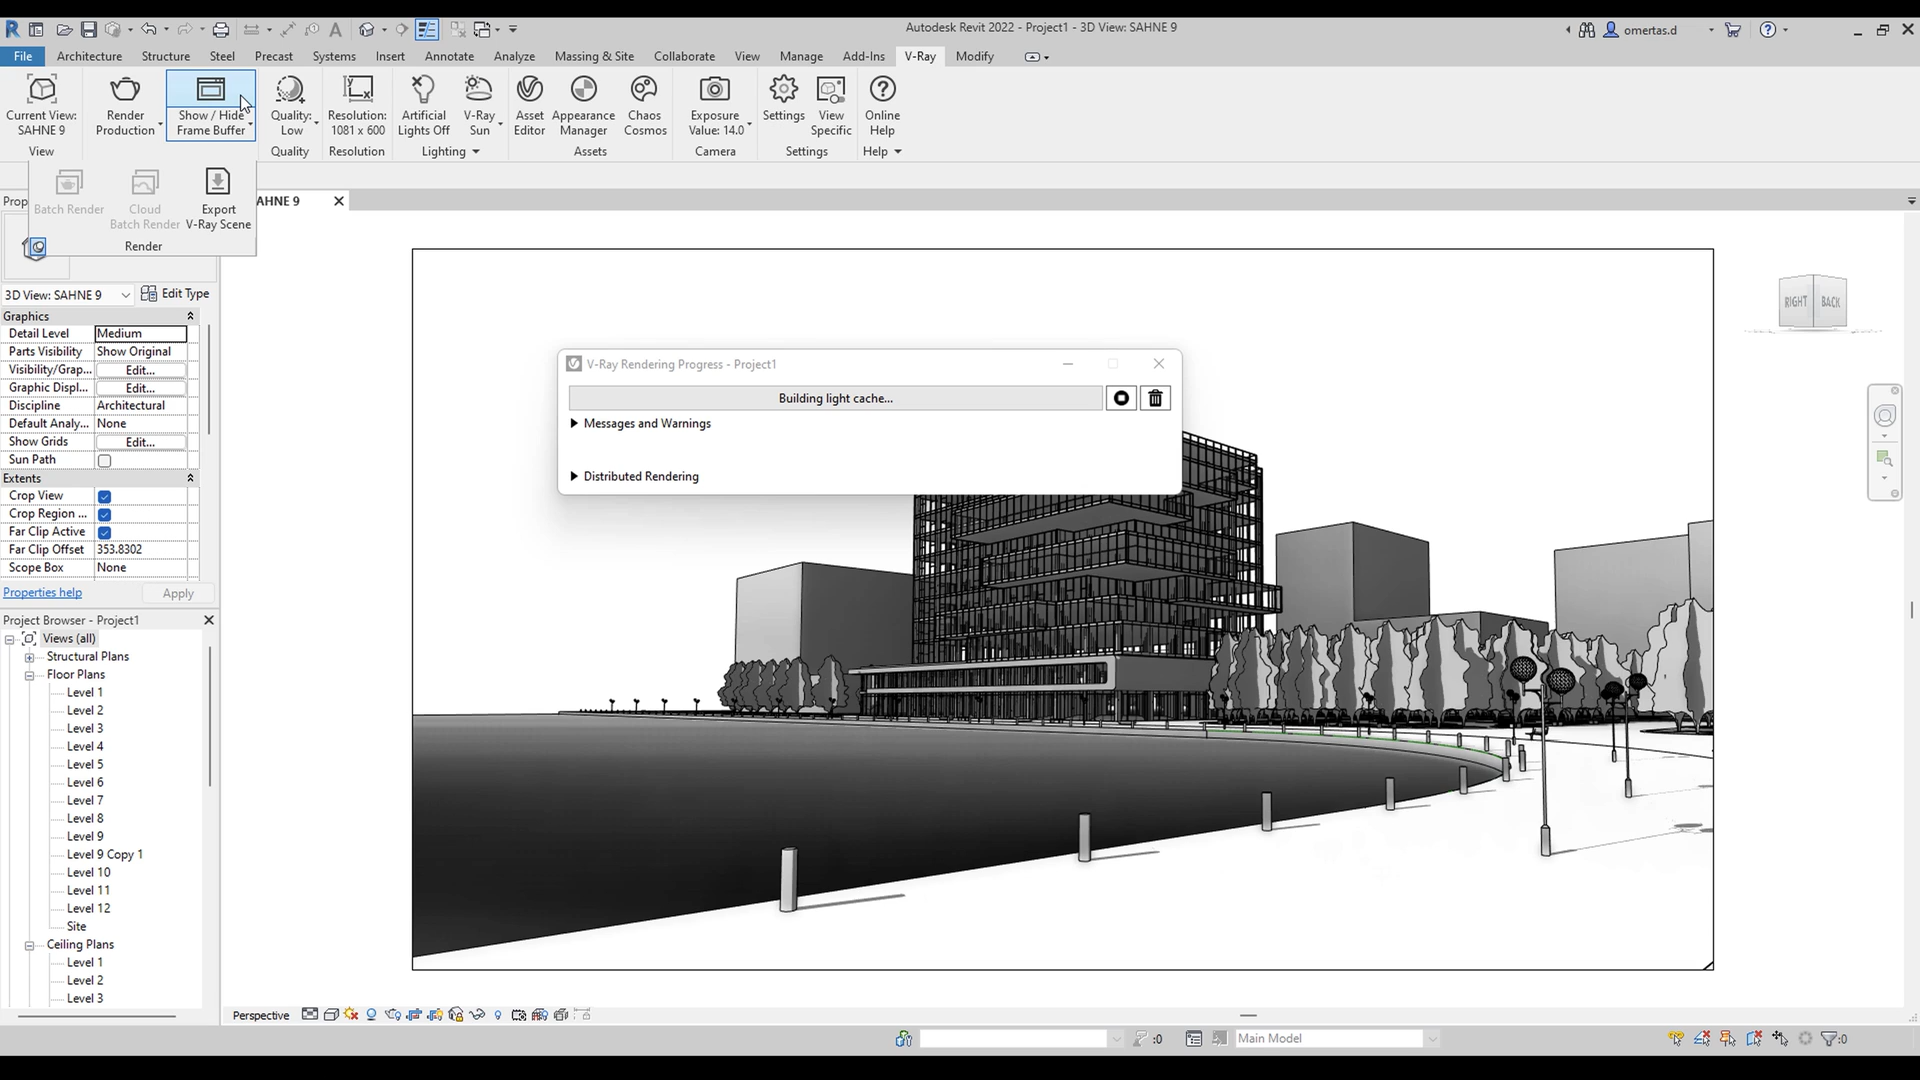 Autodesk Revit 2022 - Project1 - 3D View: SAHNE 9
omertas.d
File Architecture Structure Steel Precast Systems Insert Annotate Analyze Massing & Site Collaborate View Manage Add-Ins V-Ray Modify
Current View:
SAHNE 9
Render
Production
Show / Hide
Frame Buffer
Quality:
Low
Resolution:
1081 x 600
Artificial
Lights Off
V-Ray
Sun
Asset
Editor
Appearance
Manager
Chaos
Cosmos
Exposure
Value: 14.0
Settings
View
Specific
Online
Help
View Quality Resolution Lighting Assets Camera Settings Help
Batch Render
Cloud
Batch Render
Export
V-Ray Scene
Render
Prop
AHNE 9
3D View: SAHNE 9
Edit Type
Graphics
Detail Level Medium
Parts Visibility Show Original
Visibility/Grap... Edit...
Graphic Displ... Edit...
Discipline Architectural
Default Analy... None
Show Grids Edit...
Sun Path
Extents
Crop View
Crop Region ...
Far Clip Active
Far Clip Offset 353.8302
Scope Box None
Properties help
Apply
Project Browser - Project1
Views (all)
Structural Plans
Floor Plans
Level 1
Level 2
Level 3
Level 4
Level 5
Level 6
Level 7
Level 8
Level 9
Level 9 Copy 1
Level 10
Level 11
Level 12
Site
Ceiling Plans
Level 1
Level 2
Level 3
V-Ray Rendering Progress - Project1
Building light cache...
Messages and Warnings
Distributed Rendering
RIGHT BACK
Perspective
:0
Main Model
:0